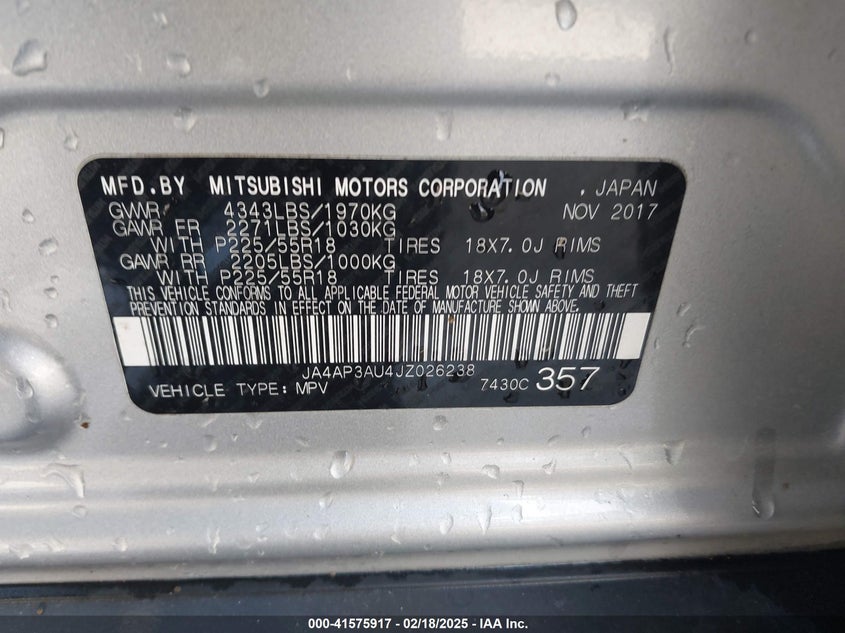 MFD.BY MITSUBISHI MOTORS CORPORATION , JAPAN
GVWR 4343LBS/1970KG NOV 2017
GAWR FR 2271LBS/1030KG
WITH P225/55R18 TIRES 18X7.0J RIMS
GAWR RR 2205LBS/1000KG
WITH P225/55R18 TIRES 18X7.0J RIMS
THIS VEHICLE CONFORMS TO ALL APPLICABLE FEDERAL MOTOR VEHICLE SAFETY AND THEFT
PREVENTION STANDARDS IN EFFECT ON THE DATE OF MANUFACTURE SHOWN ABOVE.
JA4AP3AU4JZ026238
VEHICLE TYPE: MPV 7430C 357
000-41575917 - 02/18/2025 - IAA Inc.